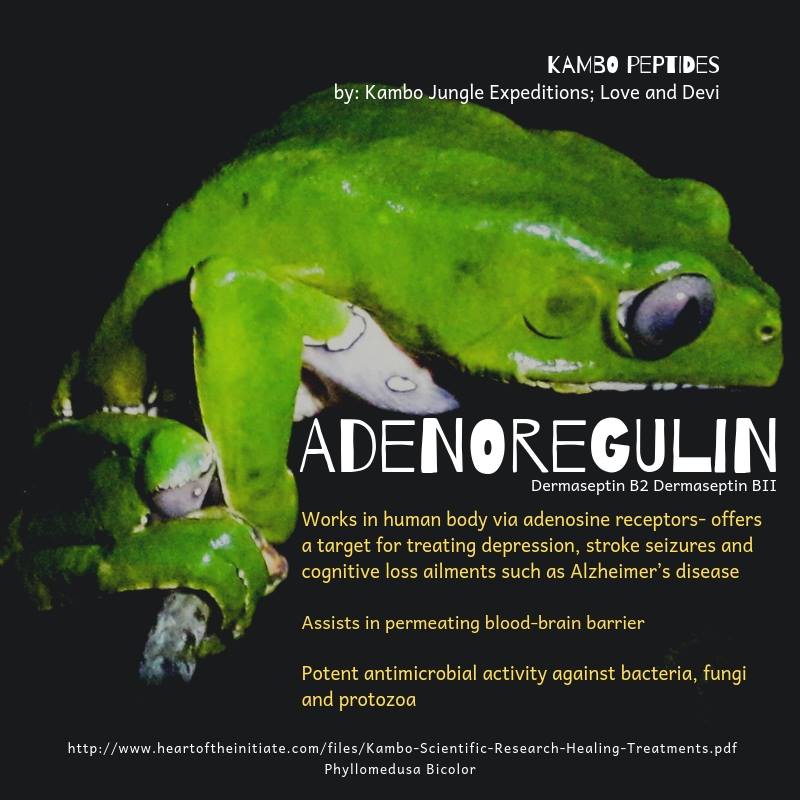 KAMBO PEPTIDES
by: Kambo Jungle Expeditions; Love and Devi
ADENOREGULIN
Dermaseptin B2 Dermaseptin BII
Works in human body via adenosine receptors- offers
a target for treating depression, stroke seizures and
cognitive loss ailments such as Alzheimer's disease
Assists in permeating blood-brain barrier
Potent antimicrobial activity against bacteria, fungi
and protozoa
http://www.heartoftheinitiate.com/files/Kambo-Scientific-Research-Healing-Treatments.pdf
Phyllomedusa Bicolor